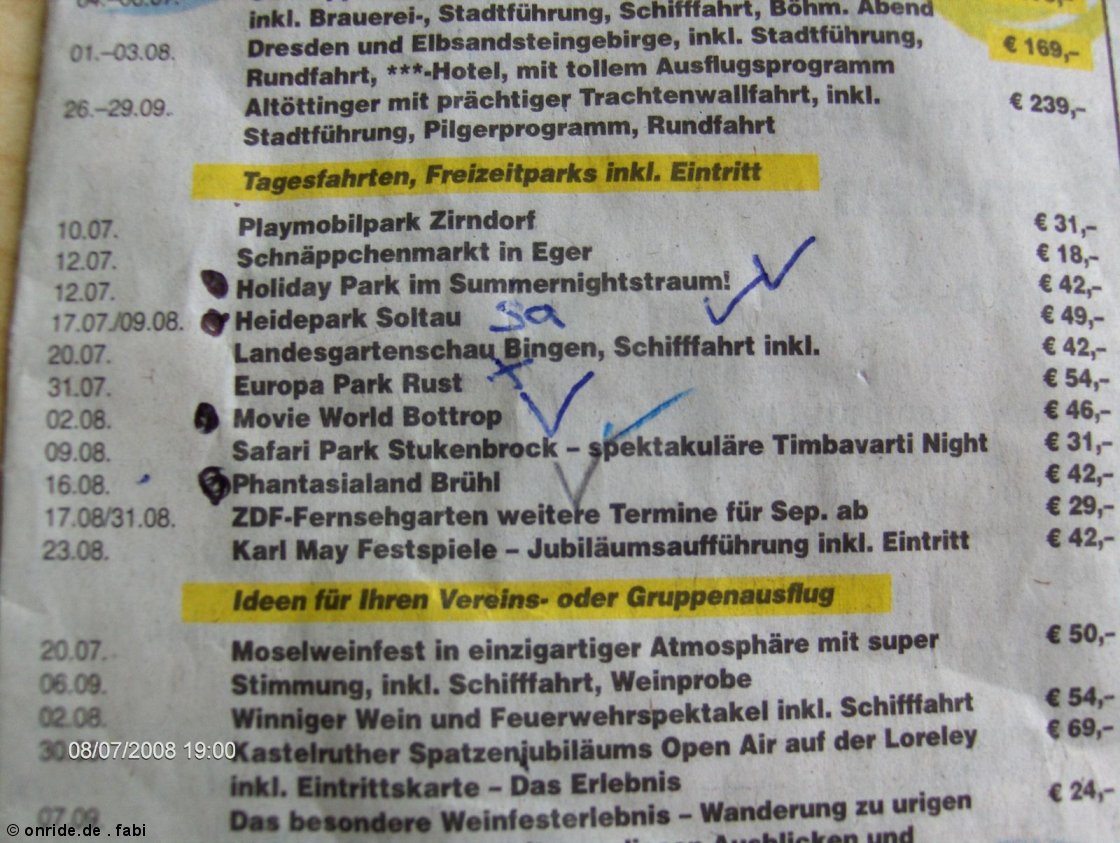 inkl. Brauerei-, Stadtführung, Schifffahrt, Böhm. Abend
01.–03.08. Dresden und Elbsandsteingebirge, inkl. Stadtführung, € 169,-
Rundfahrt, ***-Hotel, mit tollem Ausflugsprogramm
26.–29.09. Altöttinger mit prächtiger Trachtenwallfahrt, inkl. € 239,-
Stadtführung, Pilgerprogramm, Rundfahrt
Tagesfahrten, Freizeitparks inkl. Eintritt
10.07. Playmobilpark Zirndorf € 31,-
12.07. Schnäppchenmarkt in Eger € 18,-
12.07. Holiday Park im Summernightstraum! € 42,-
17.07./09.08. Heidepark Soltau sa € 49,-
20.07. Landesgartenschau Bingen, Schifffahrt inkl. € 42,-
31.07. Europa Park Rust € 54,-
02.08. Movie World Bottrop € 46,-
09.08. Safari Park Stukenbrock – spektakuläre Timbavarti Night € 31,-
16.08. Phantasialand Brühl € 42,-
17.08/31.08. ZDF-Fernsehgarten weitere Termine für Sep. ab € 29,-
23.08. Karl May Festspiele – Jubiläumsaufführung inkl. Eintritt € 42,-
Ideen für Ihren Vereins- oder Gruppenausflug
20.07. Moselweinfest in einzigartiger Atmosphäre mit super € 50,-
06.09. Stimmung, inkl. Schifffahrt, Weinprobe
02.08. Winniger Wein und Feuerwehrspektakel inkl. Schifffahrt € 54,-
Kastelruther Spatzenjubiläums Open Air auf der Loreley € 69,-
08/07/2008 19:00
inkl. Eintrittskarte – Das Erlebnis
07.09. Das besondere Weinfesterlebnis – Wanderung zu urigen € 24,-
Ausblicken und
© onride.de . fabi